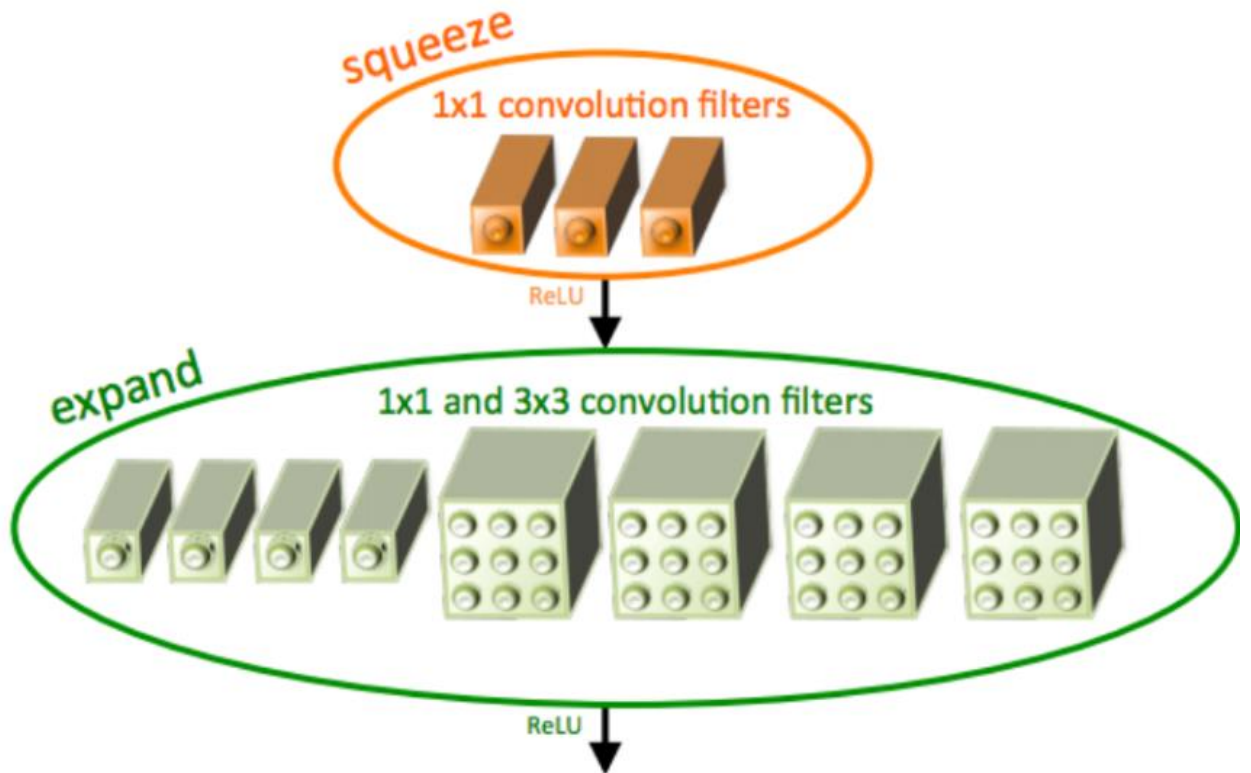 squeeze
1x1 convolution filters
ReLU
expand
1x1 and 3x3 convolution filters
ReLU